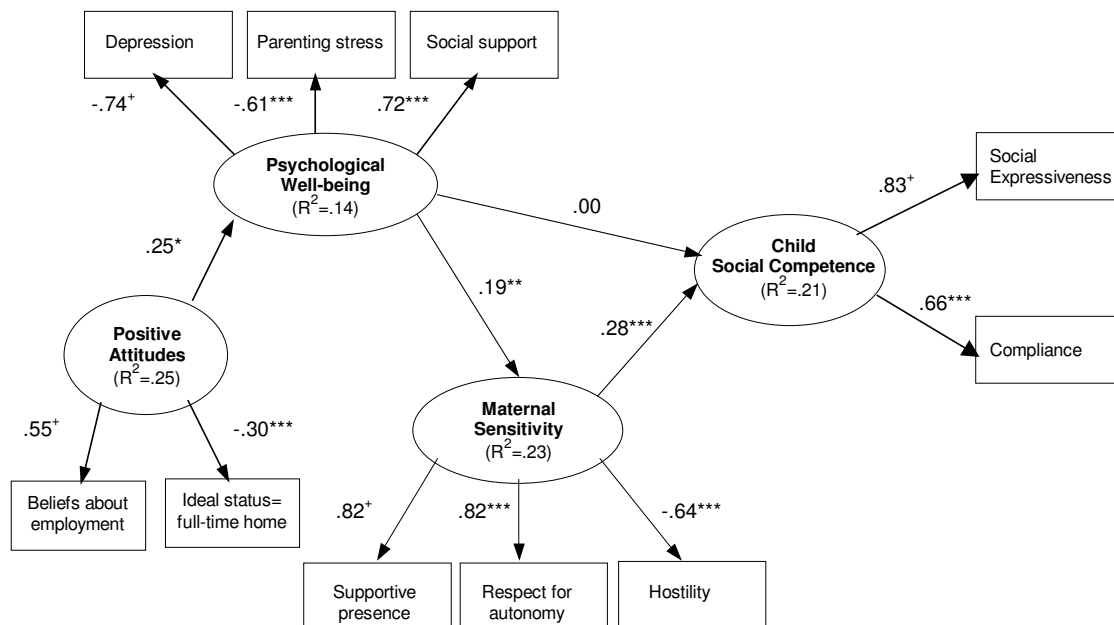 Depression
Parenting stress
Social support
-.74+
-.61***
.72***
Psychological
Well-being
(R2=.14)
Social
Expressiveness
.83+
.00
Child
Social Competence
(R2=.21)
.25*
.19**
.28***
.66***
Compliance
Positive
Attitudes
(R2=.25)
Maternal
Sensitivity
(R2=.23)
.55+
-.30***
Beliefs about
employment
Ideal status=
full-time home
.82+
.82***
-.64***
Supportive
presence
Respect for
autonomy
Hostility